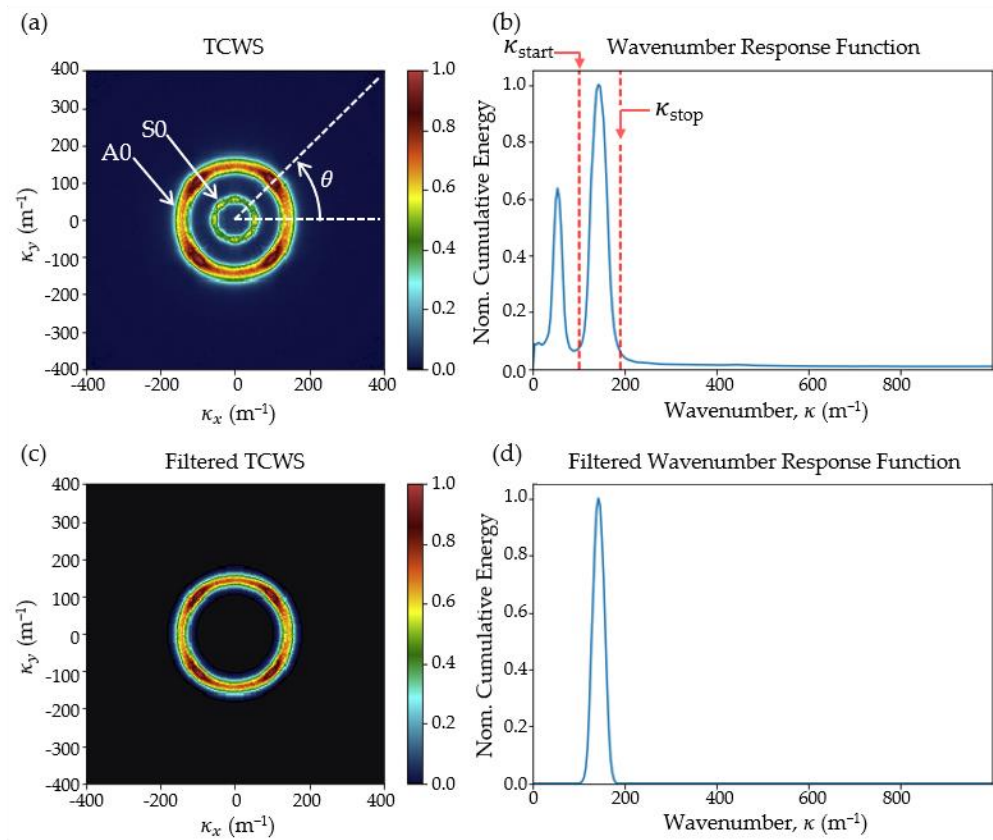 (a)
TCWS
400
300
200
100
0
-100
-200
-300
-400
-400
-200
0
200
400
κy (m⁻¹)
κx (m⁻¹)
A0
S0
θ
1.0
0.8
0.6
0.4
0.2
0.0
(b)
κstart
Wavenumber Response Function
κstop
Nom. Cumulative Energy
1.0
0.8
0.6
0.4
0.2
0.0
0
200
400
600
800
Wavenumber, κ (m⁻¹)
(c)
Filtered TCWS
400
300
200
100
0
-100
-200
-300
-400
-400
-200
0
200
400
κy (m⁻¹)
κx (m⁻¹)
1.0
0.8
0.6
0.4
0.2
0.0
(d)
Filtered Wavenumber Response Function
Nom. Cumulative Energy
1.0
0.8
0.6
0.4
0.2
0.0
0
200
400
600
800
Wavenumber, κ (m⁻¹)